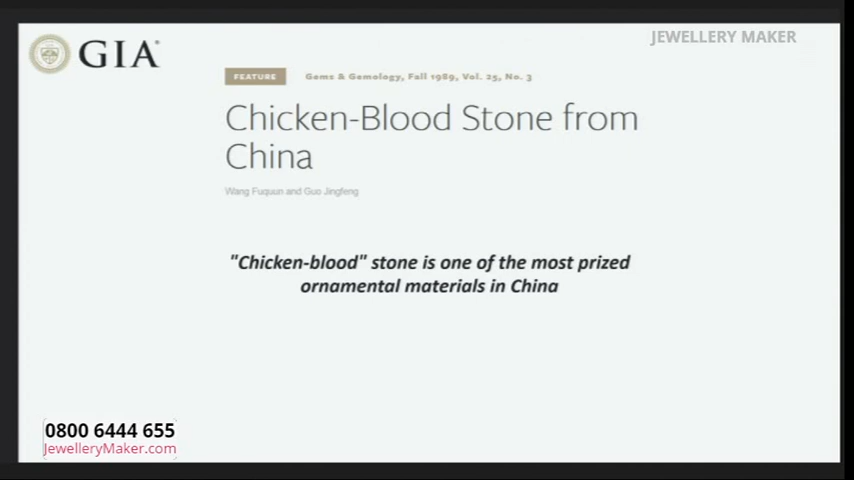 GIA
JEWELLERY MAKER
FEATURE Gems & Gemology, Fall 1989, Vol. 25, No. 3
Chicken-Blood Stone from
China
Wang Fuquan and Guo Jingfeng
"Chicken-blood" stone is one of the most prized
ornamental materials in China
0800 6444 655
JewelleryMaker.com